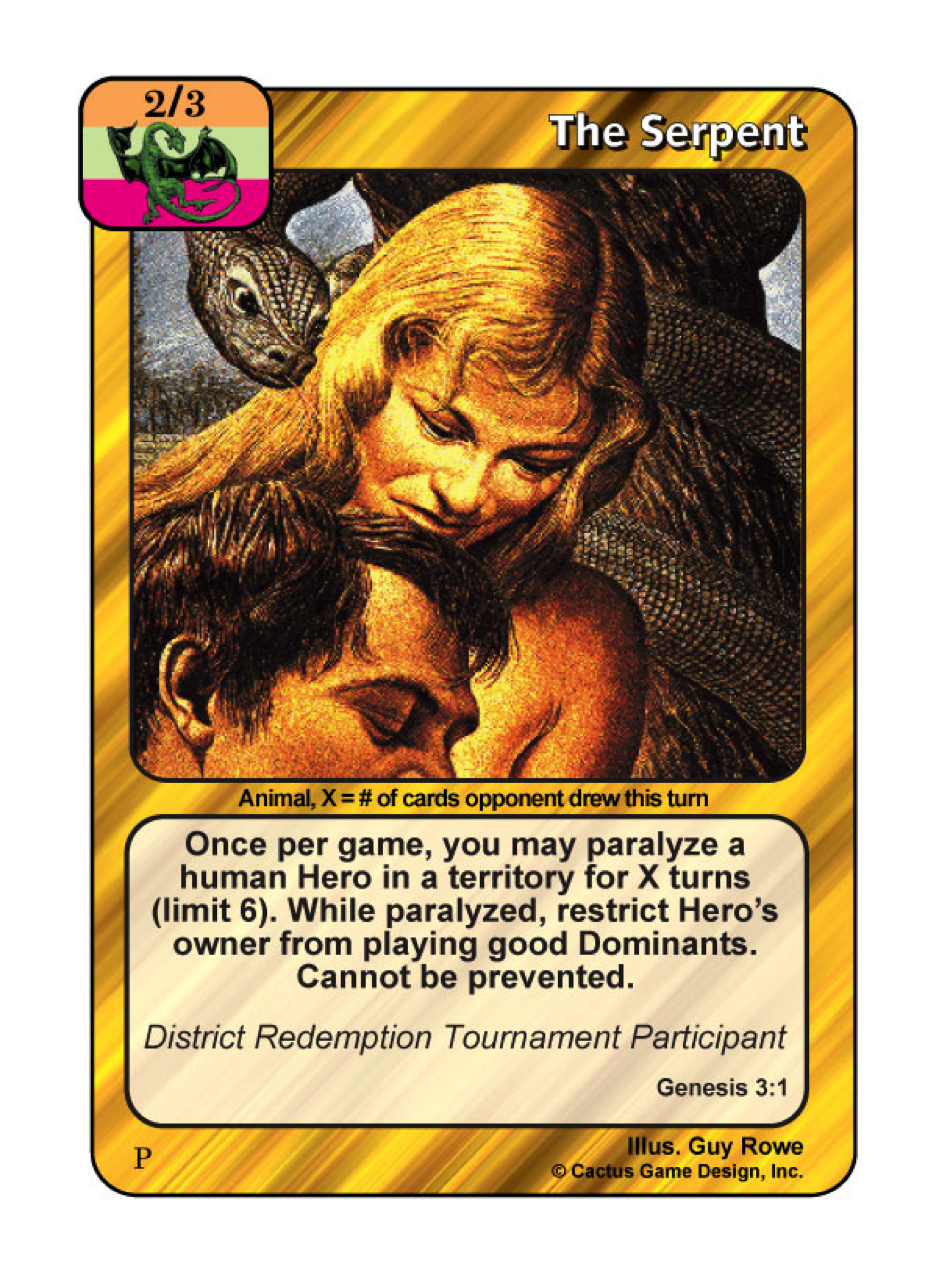 2/3
The Serpent
Animal, X = # of cards opponent drew this turn
Once per game, you may paralyze a
human Hero in a territory for X turns
(limit 6). While paralyzed, restrict Hero’s
owner from playing good Dominants.
Cannot be prevented.
District Redemption Tournament Participant
Genesis 3:1
P
Illus. Guy Rowe
© Cactus Game Design, Inc.